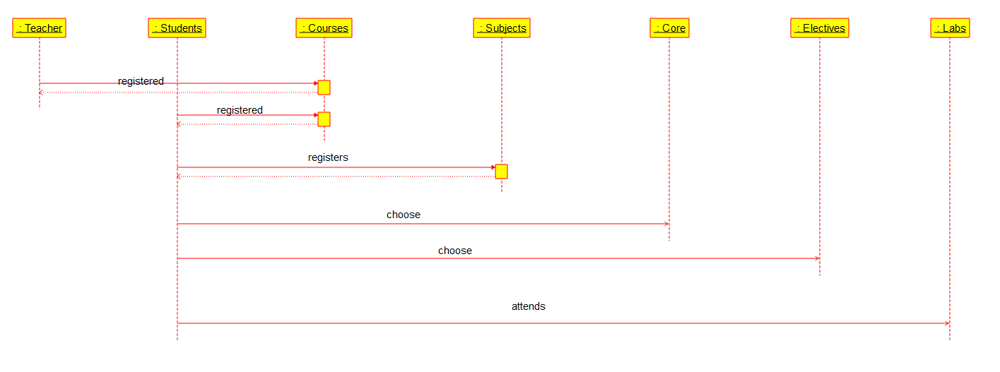 : Teacher
: Students
: Courses
: Subjects
: Core
: Electives
: Labs
registered
registered
registers
choose
choose
attends